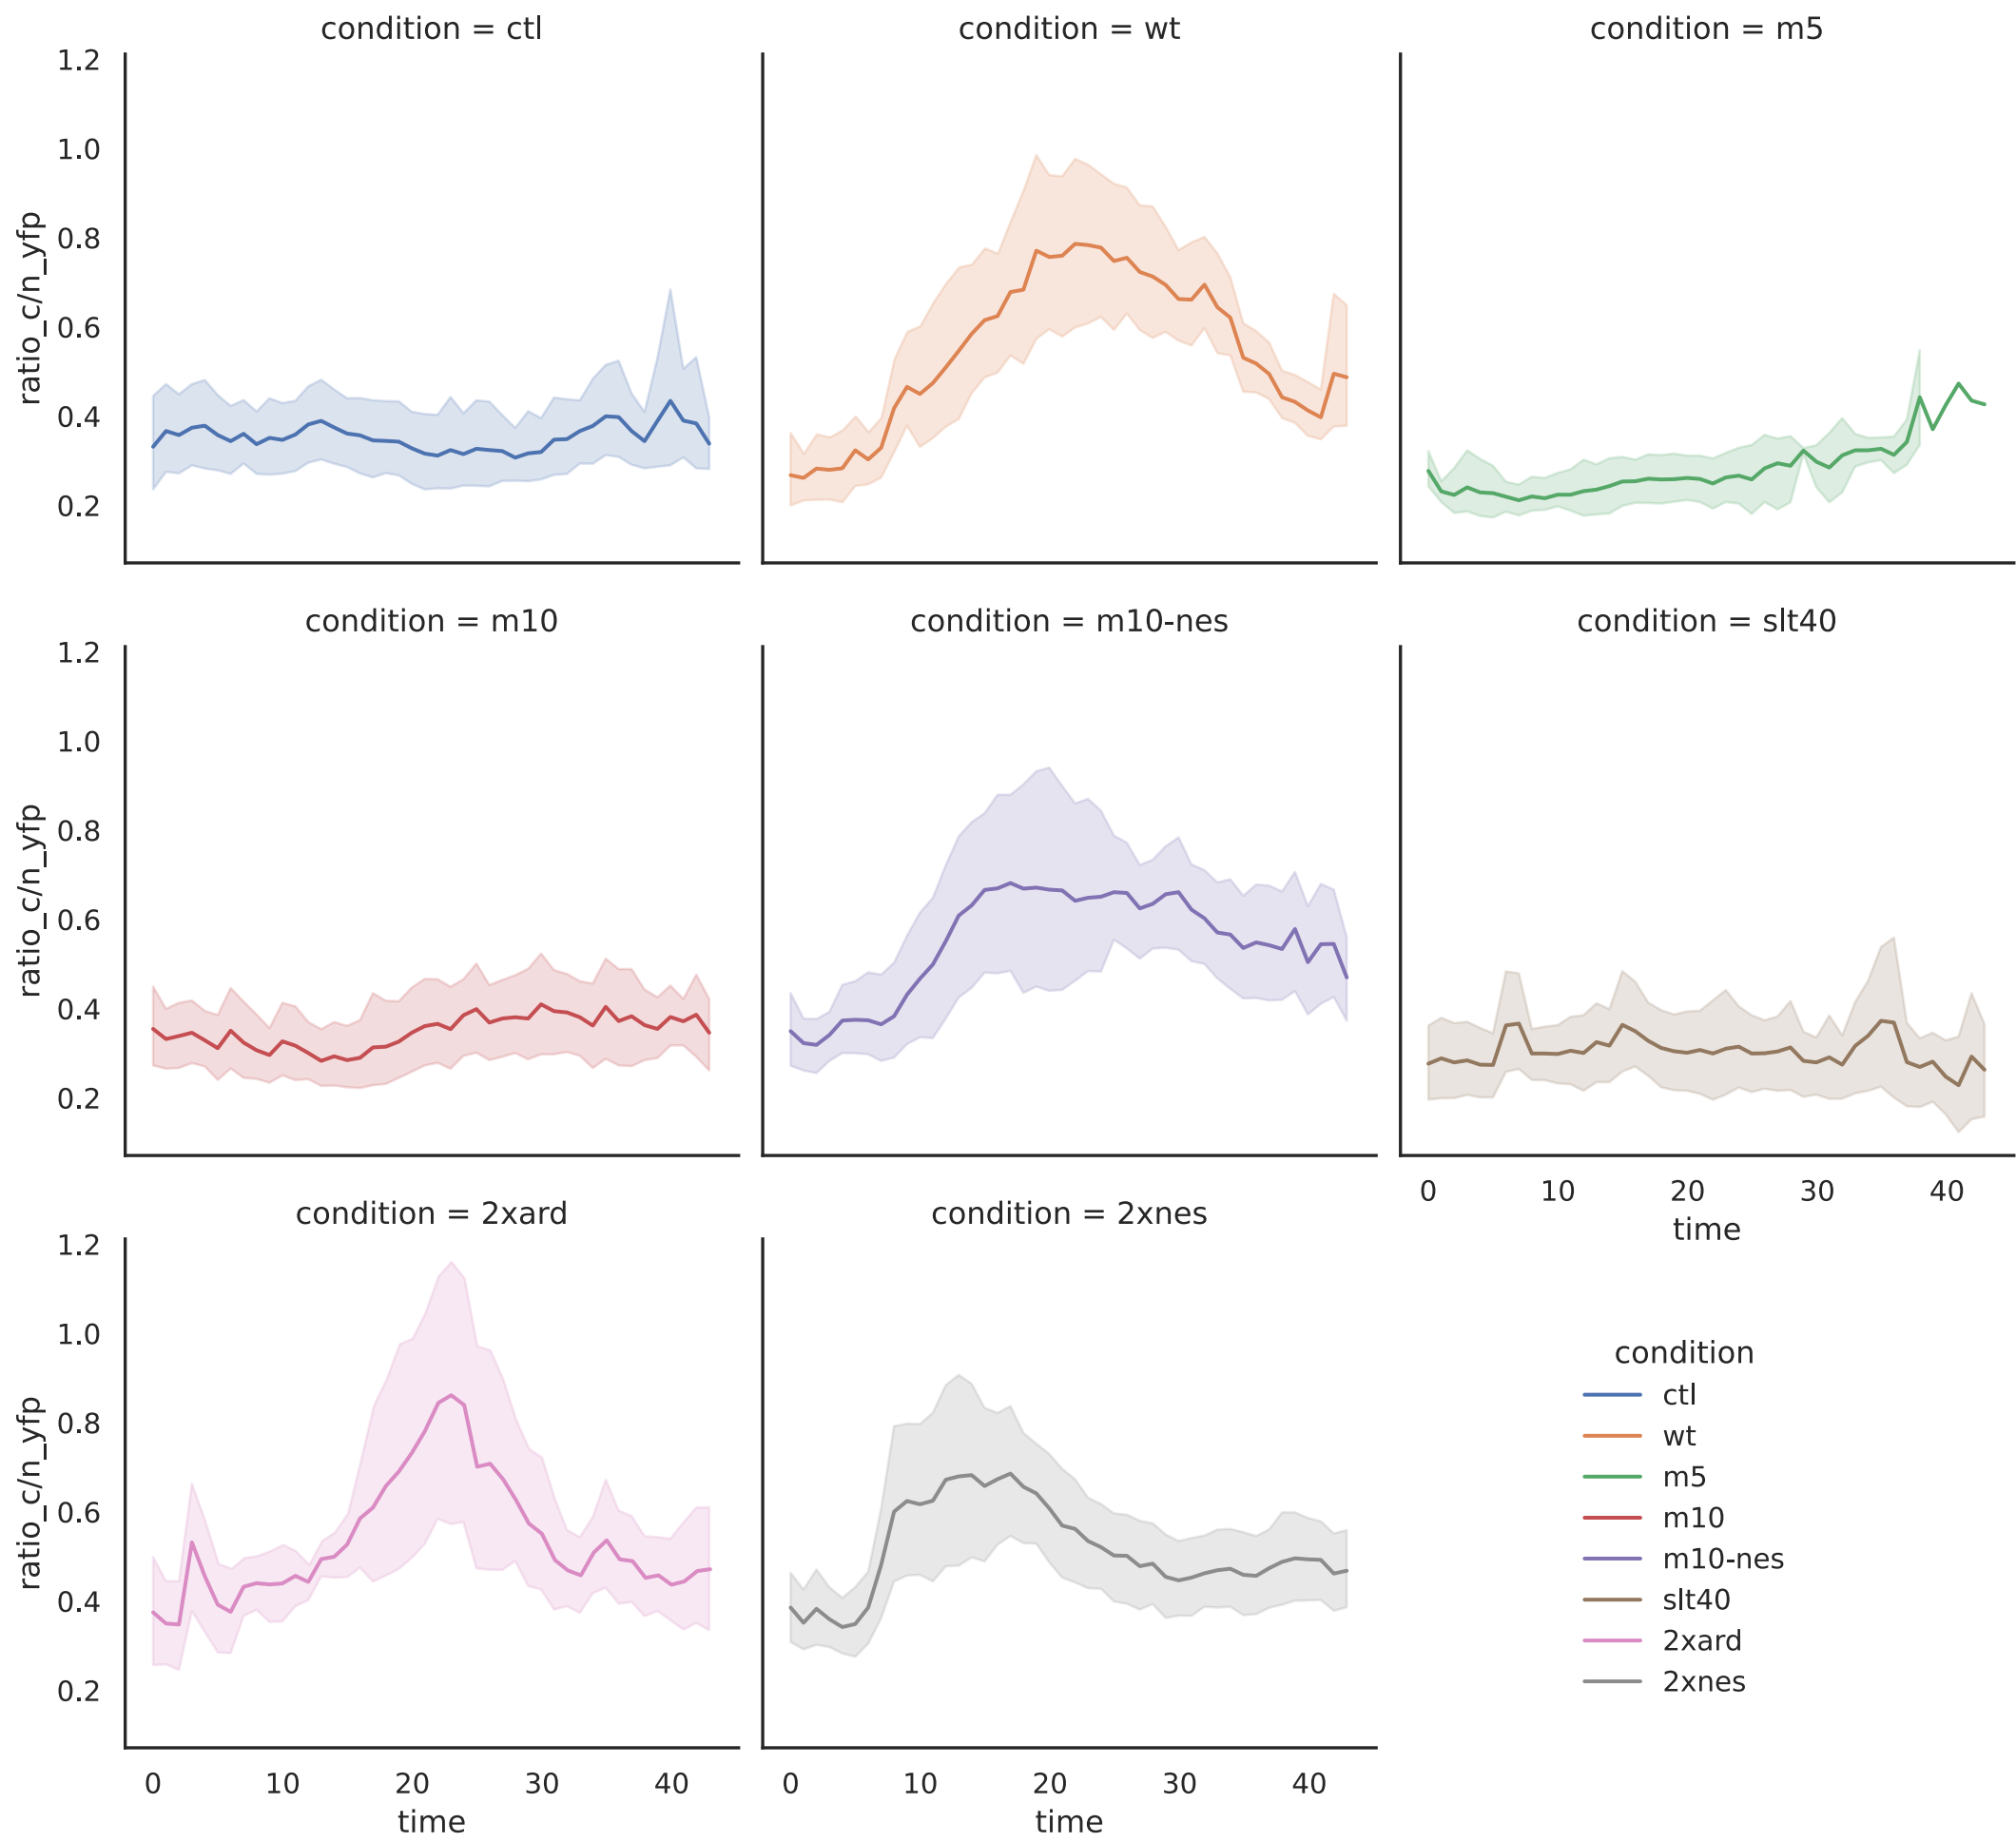 condition = ctl
condition = wt
condition = m5
1.2
1.0
0.8
0.6
0.4
0.2
ratio_c/n_yfp
condition = m10
condition = m10-nes
condition = slt40
1.2
1.0
0.8
0.6
0.4
0.2
ratio_c/n_yfp
0 10 20 30 40
time
condition = 2xard
condition = 2xnes
1.2
1.0
0.8
0.6
0.4
0.2
ratio_c/n_yfp
0 10 20 30 40
time
0 10 20 30 40
time
condition
ctl
wt
m5
m10
m10-nes
slt40
2xard
2xnes